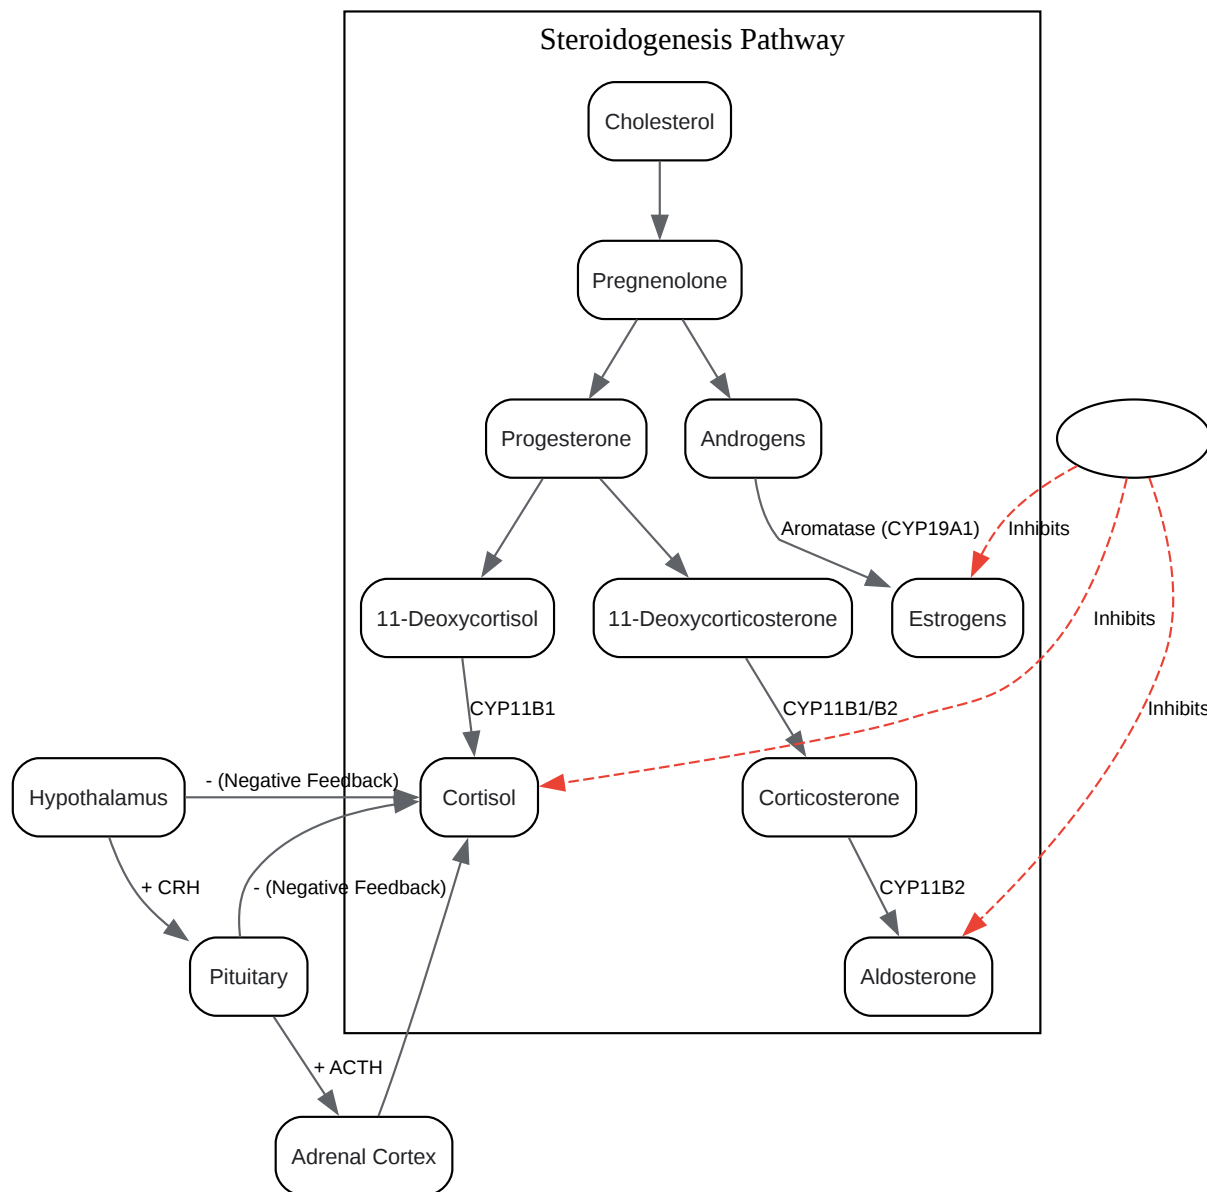 Steroidogenesis Pathway
Cholesterol
Pregnenolone
Progesterone
Androgens
Aromatase (CYP19A1)
Inhibits
11-Deoxycortisol
11-Deoxycorticosterone
Estrogens
Inhibits
CYP11B1
CYP11B1/B2
Inhibits
- (Negative Feedback)
Hypothalamus
Cortisol
Corticosterone
+ CRH
- (Negative Feedback)
CYP11B2
Pituitary
Aldosterone
+ ACTH
Adrenal Cortex